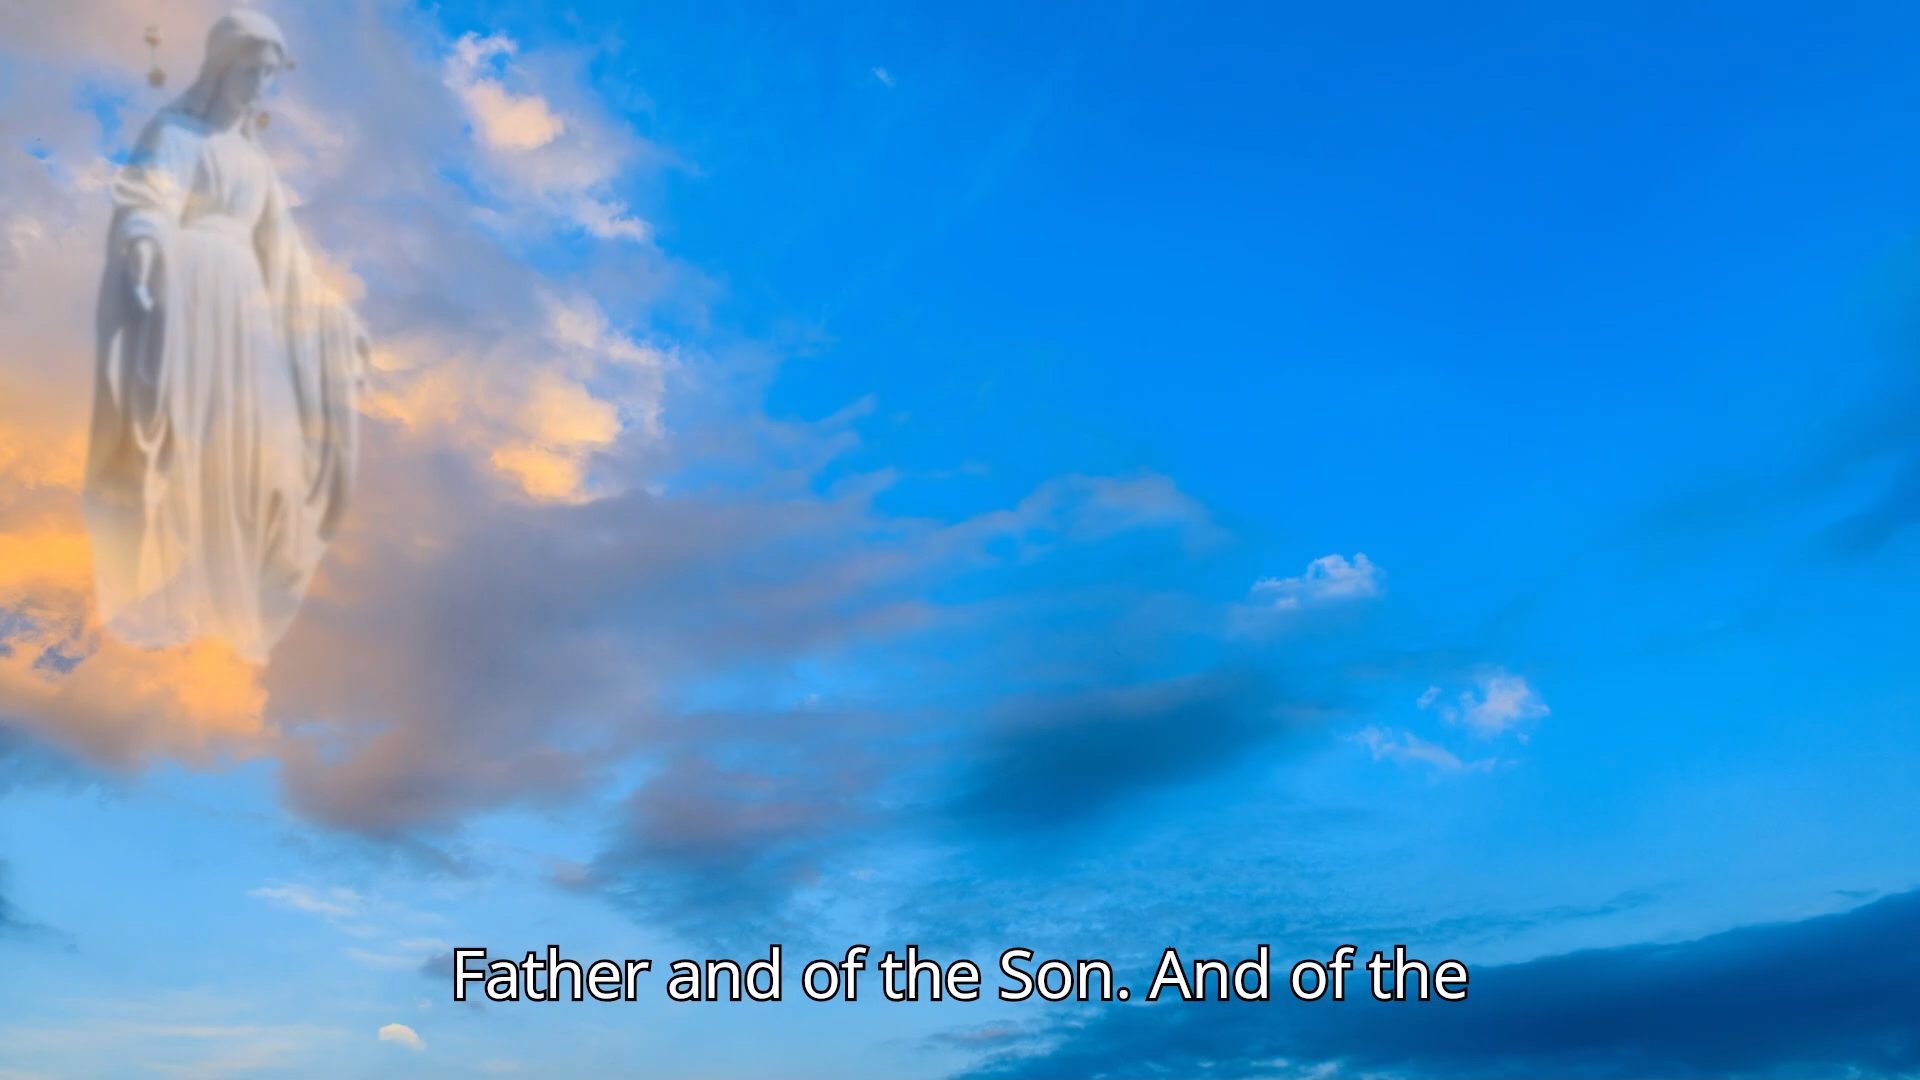 Father and of the Son. And of the